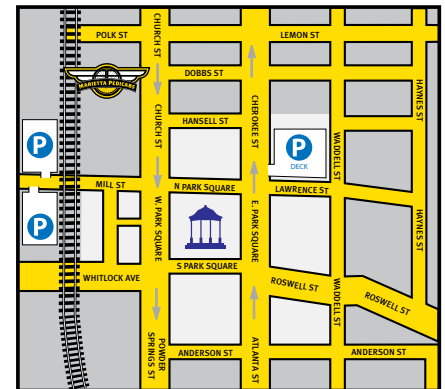 POLK ST
CHURCH ST
LEMON ST
MARIETTA PEDICABS
DOBBS ST
HAYNES ST
CHURCH ST
HANSELL ST
CHEROKEE ST
P
P
DECK
WADDELL ST
MILL ST
N PARK SQUARE
LAWRENCE ST
P
W. PARK SQUARE
E. PARK SQUARE
HAYNES ST
WHITLOCK AVE
S PARK SQUARE
ROSWELL ST
WADDELL ST
ROSWELL ST
POWDER
SPRINGS ST
ANDERSON ST
ATLANTA ST
ANDERSON ST